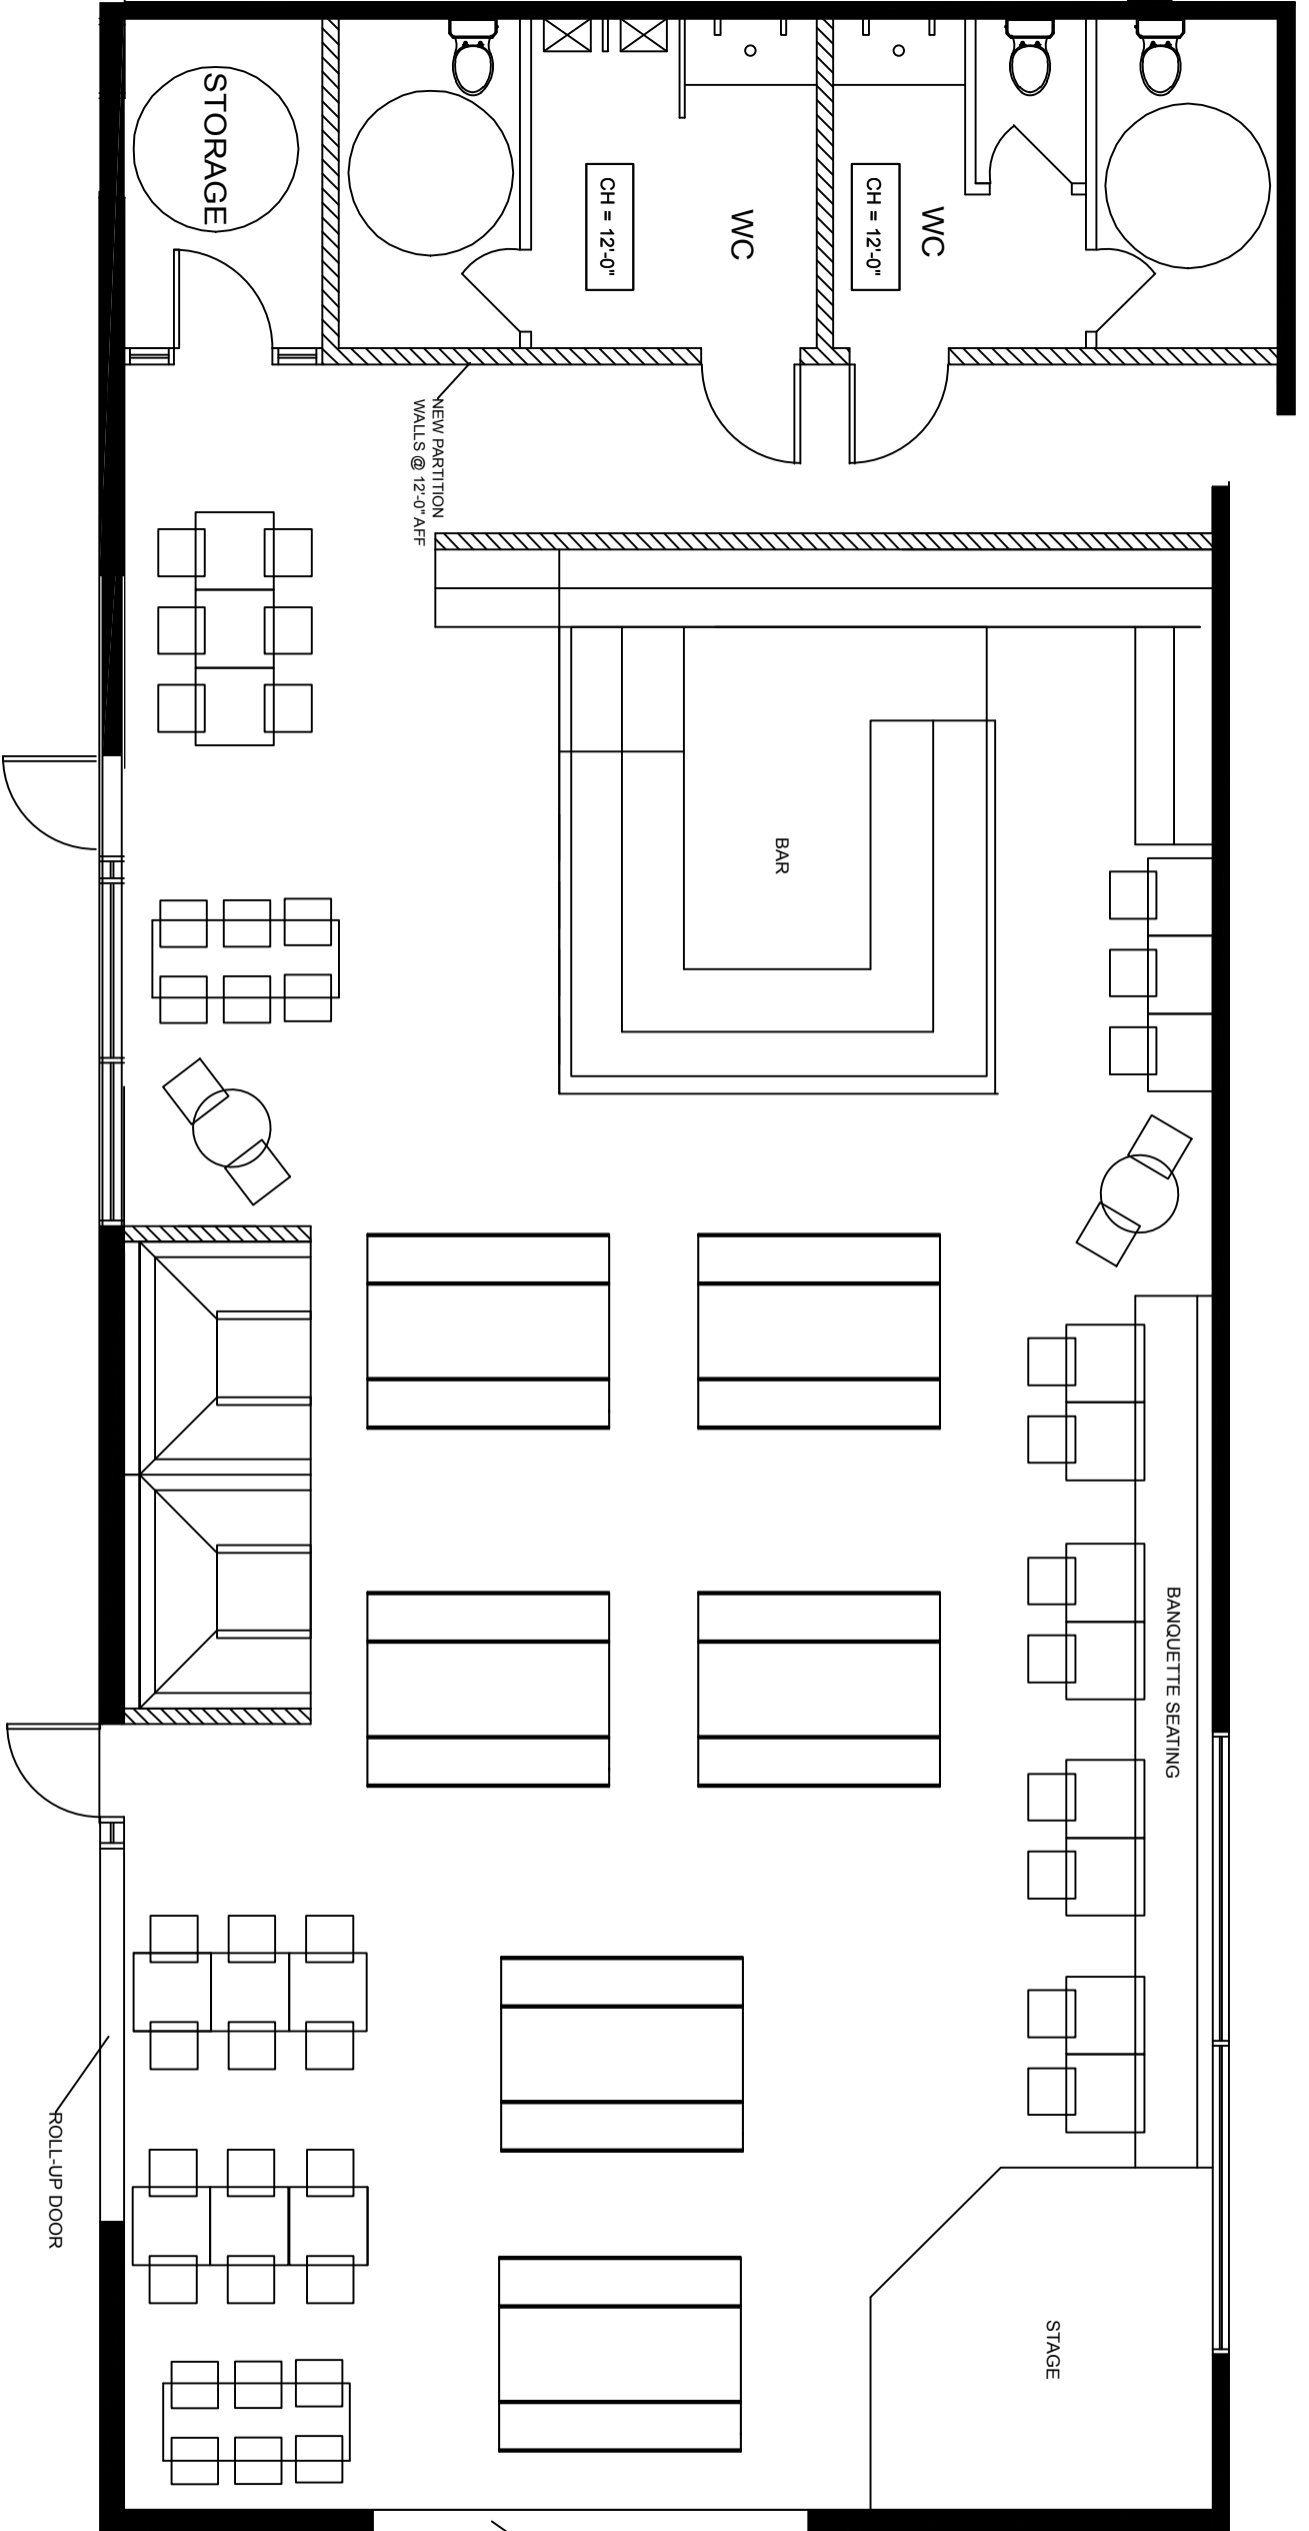 STORAGE
WC
CH = 12'-0"
WC
CH = 12'-0"
NEW PARTITION
WALLS @ 12'-0" AFF
BAR
BANQUETTE SEATING
ROLL-UP DOOR
STAGE